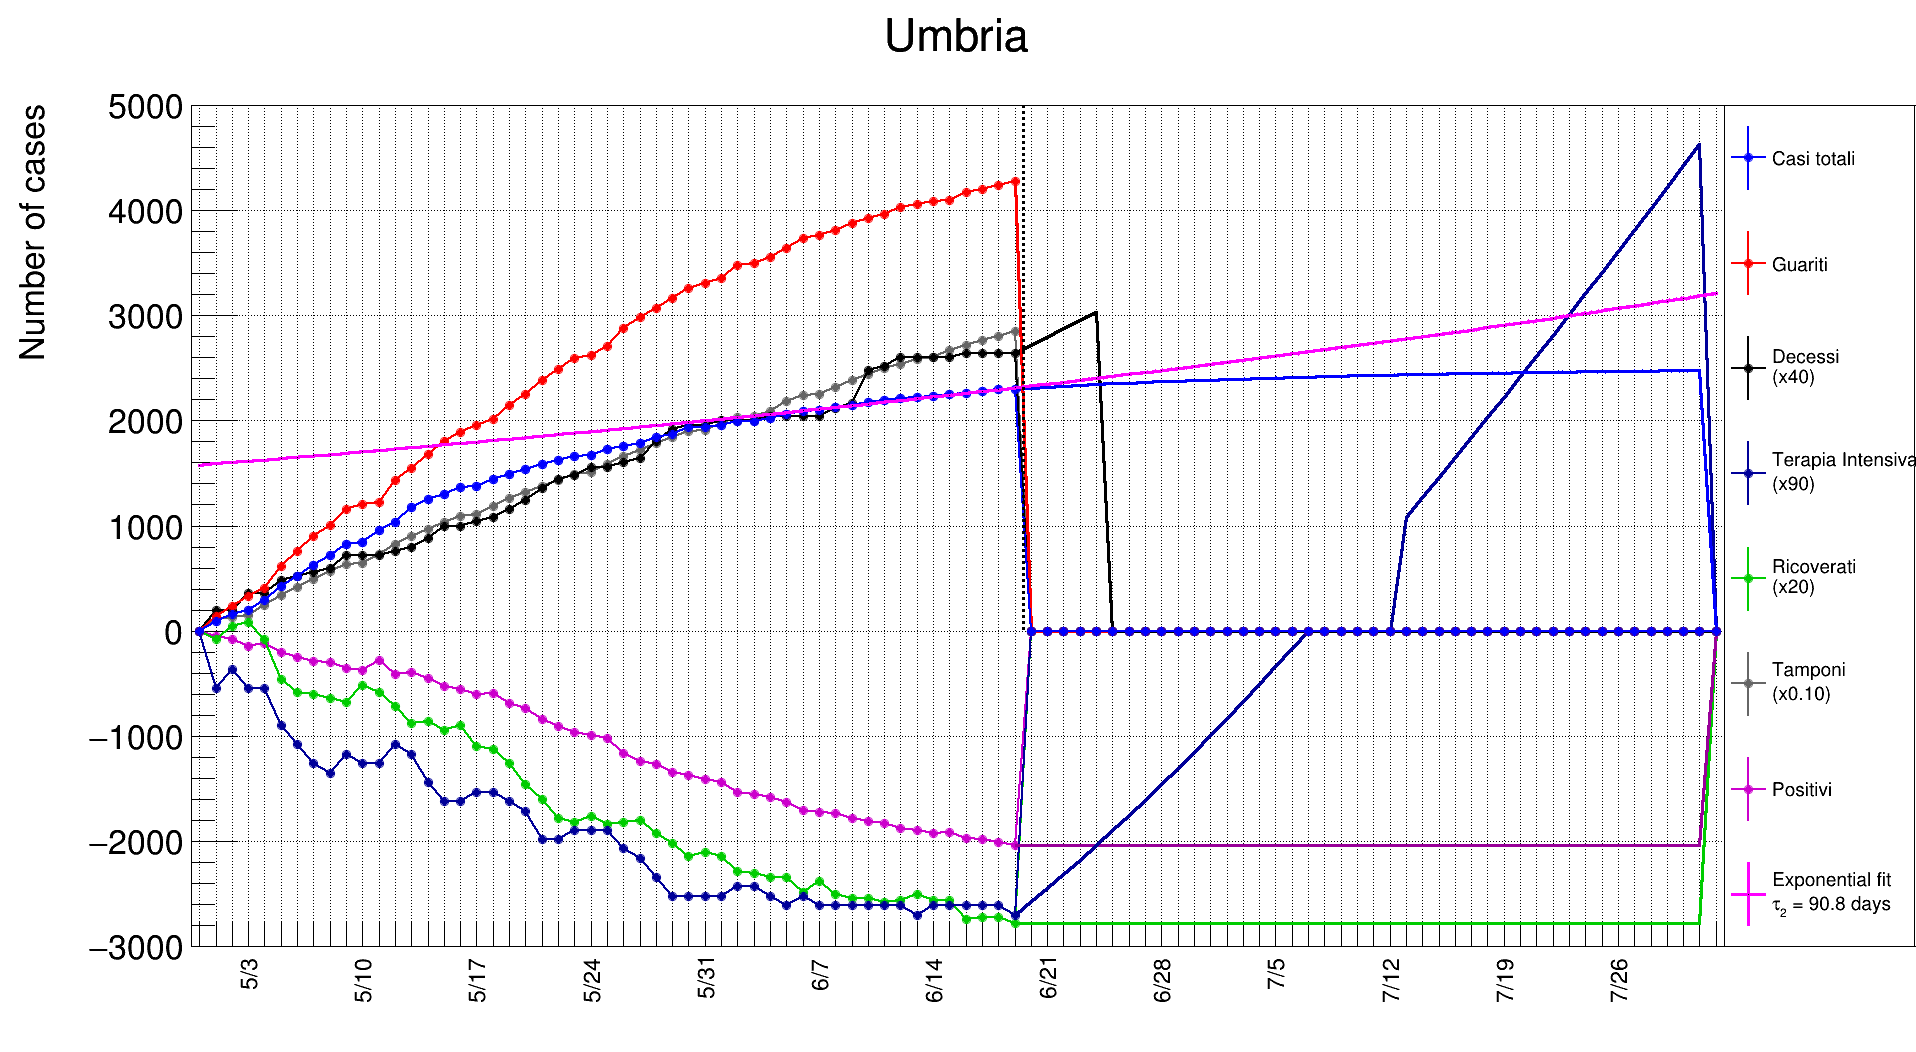 Umbria
Number of cases
5000
4000
3000
2000
1000
0
−1000
−2000
−3000
5/3
5/10
5/17
5/24
5/31
6/7
6/14
6/21
6/28
7/5
7/12
7/19
7/26
Casi totali
Guariti
Decessi
(x40)
Terapia Intensiva
(x90)
Ricoverati
(x20)
Tamponi
(x0.10)
Positivi
Exponential fit
τ2 = 90.8 days